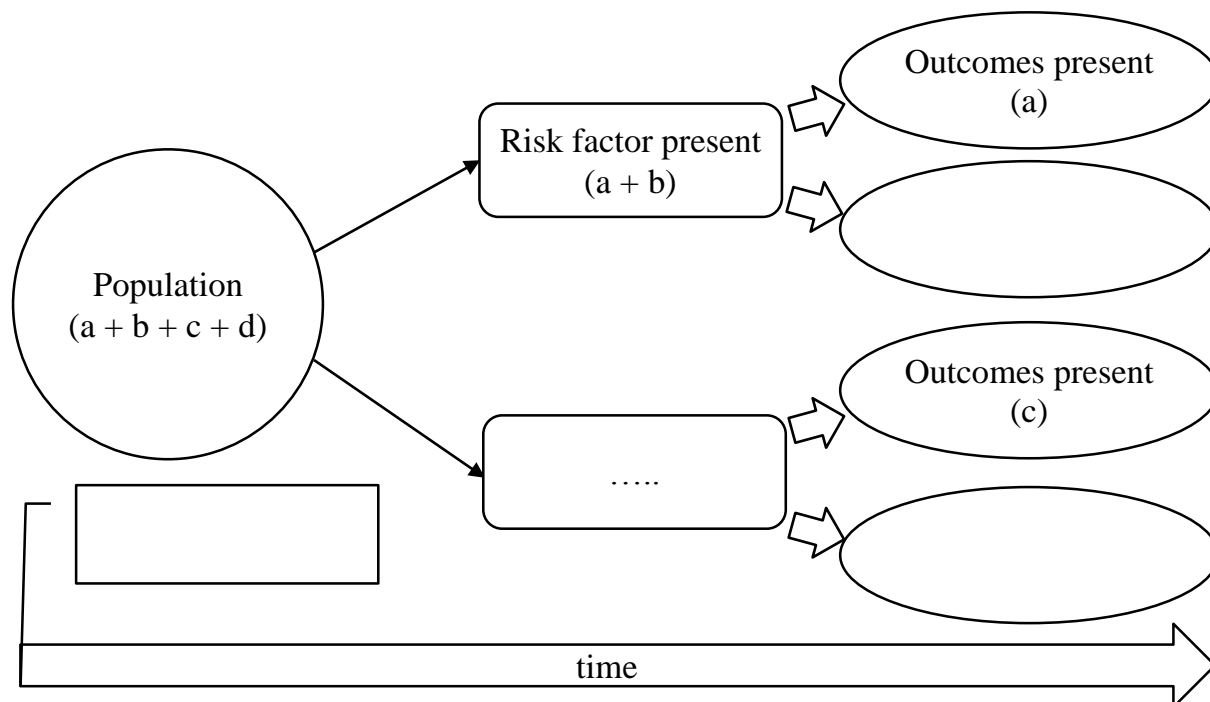 Outcomes present
(a)
Risk factor present
(a + b)
Population
(a + b + c + d)
Outcomes present
(c)
…..
time